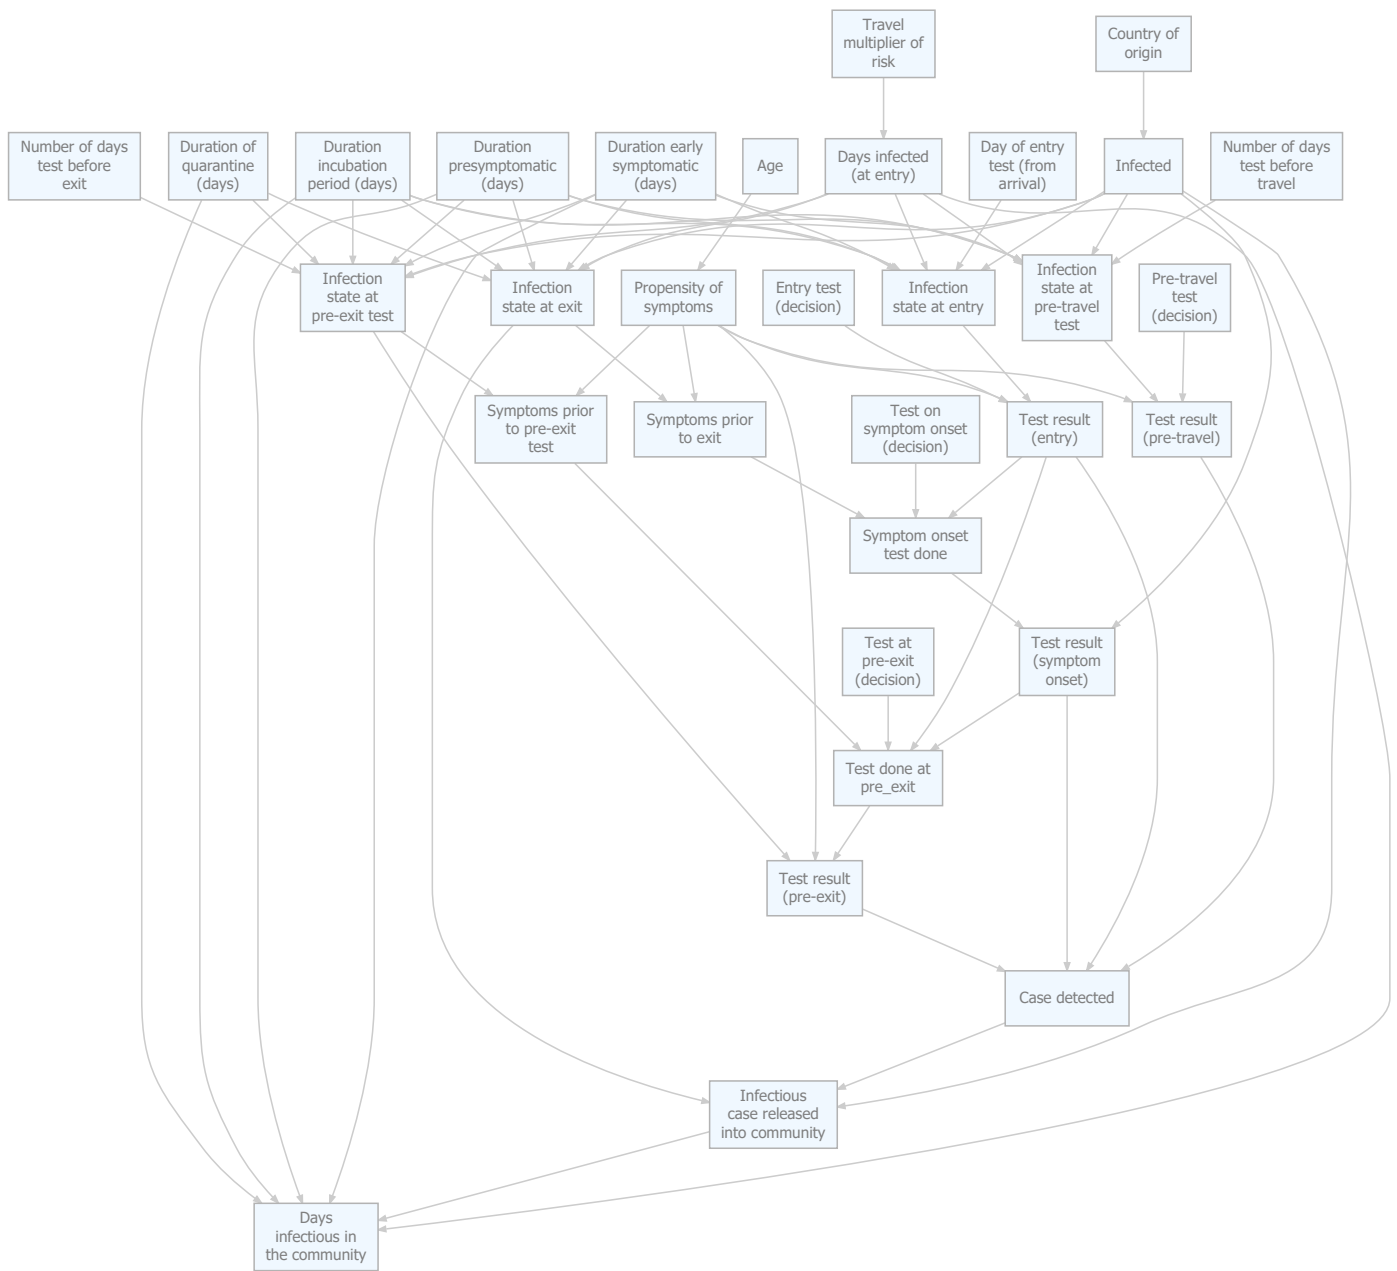 Travel
multiplier of
risk
Country of
origin
Number of days
test before
exit
Duration of
quarantine
(days)
Duration
incubation
period (days)
Duration
presymptomatic
(days)
Duration early
symptomatic
(days)
Age
Days infected
(at entry)
Day of entry
test (from
arrival)
Infected
Number of days
test before
travel
Infection
state at
pre-exit test
Infection
state at exit
Propensity of
symptoms
Entry test
(decision)
Infection
state at entry
Infection
state at
pre-travel
test
Pre-travel
test
(decision)
Symptoms prior
to pre-exit
test
Symptoms prior
to exit
Test on
symptom onset
(decision)
Test result
(entry)
Test result
(pre-travel)
Symptom onset
test done
Test at
pre-exit
(decision)
Test result
(symptom
onset)
Test done at
pre_exit
Test result
(pre-exit)
Case detected
Infectious
case released
into community
Days
infectious in
the community